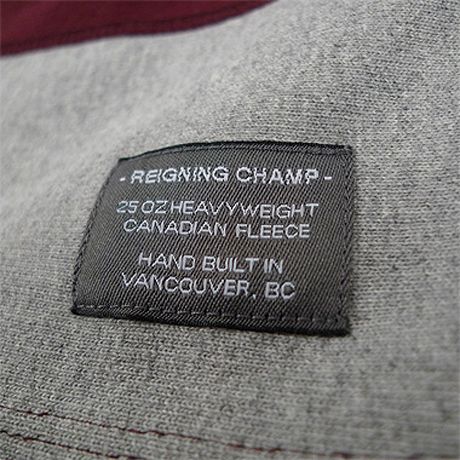 - REIGNING CHAMP -
25 OZ HEAVYWEIGHT
CANADIAN FLEECE
HAND BUILT IN
VANCOUVER, BC